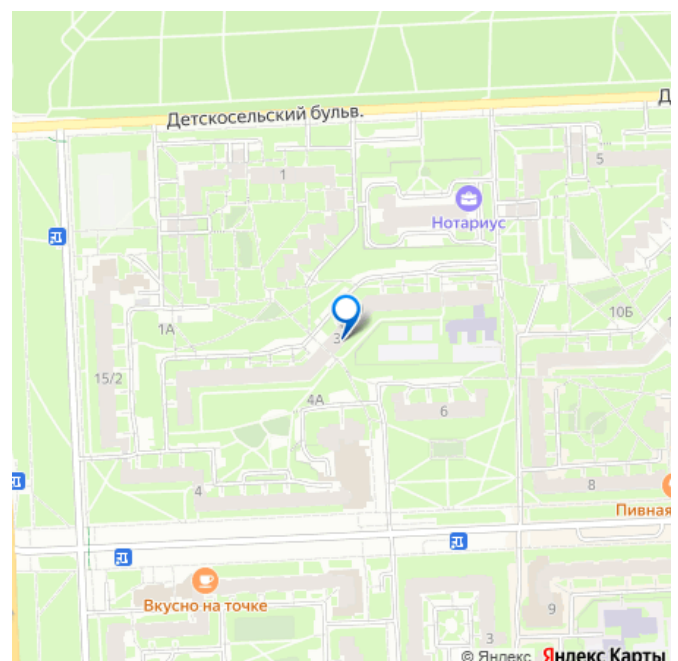 Д
Детскосельский бульв.
5
1
Нотариус
1А
10Б
3
15/2
4А
6
4
8
Пивная
Вкусно на точке
9
3
© Яндекс Яндекс Карты